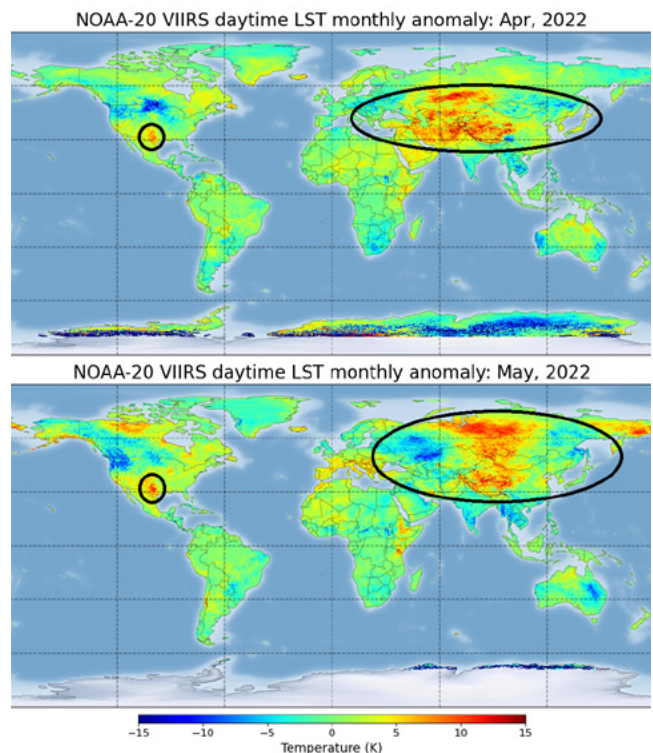 NOAA-20 VIIRS daytime LST monthly anomaly: Apr, 2022
NOAA-20 VIIRS daytime LST monthly anomaly: May, 2022
−15 −10 −5 0 5 10 15
Temperature (K)